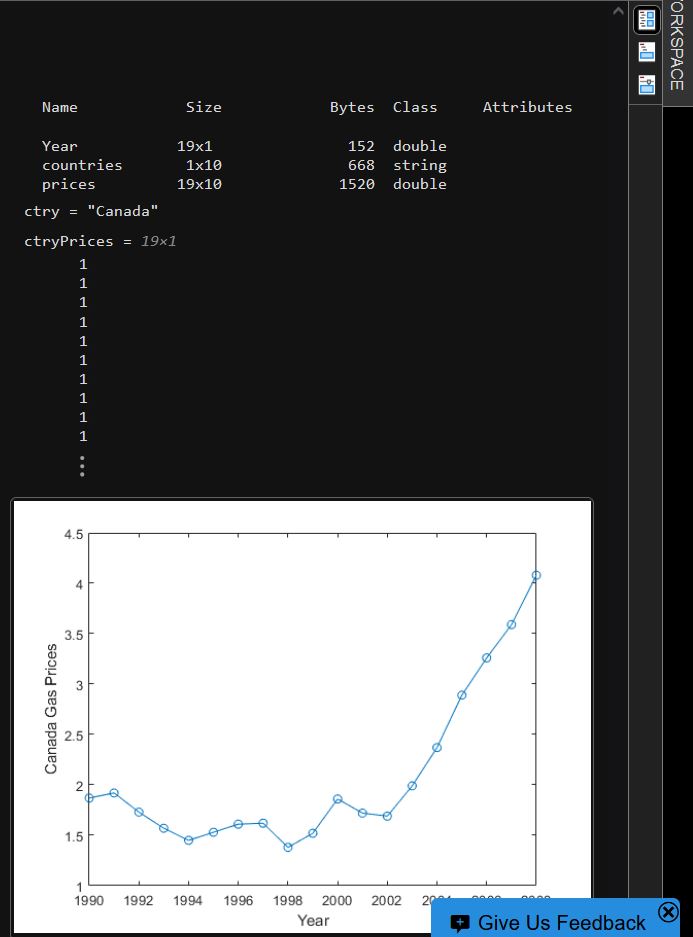 ORKSPACE
Name Size Bytes Class Attributes
Year 19x1 152 double
countries 1x10 668 string
prices 19x10 1520 double
ctry = "Canada"
ctryPrices = 19×1
1
1
1
1
1
1
1
1
1
1
4.5
4
3.5
3
2.5
2
1.5
1
Canada Gas Prices
1990 1992 1994 1996 1998 2000 2002
Year
Give Us Feedback